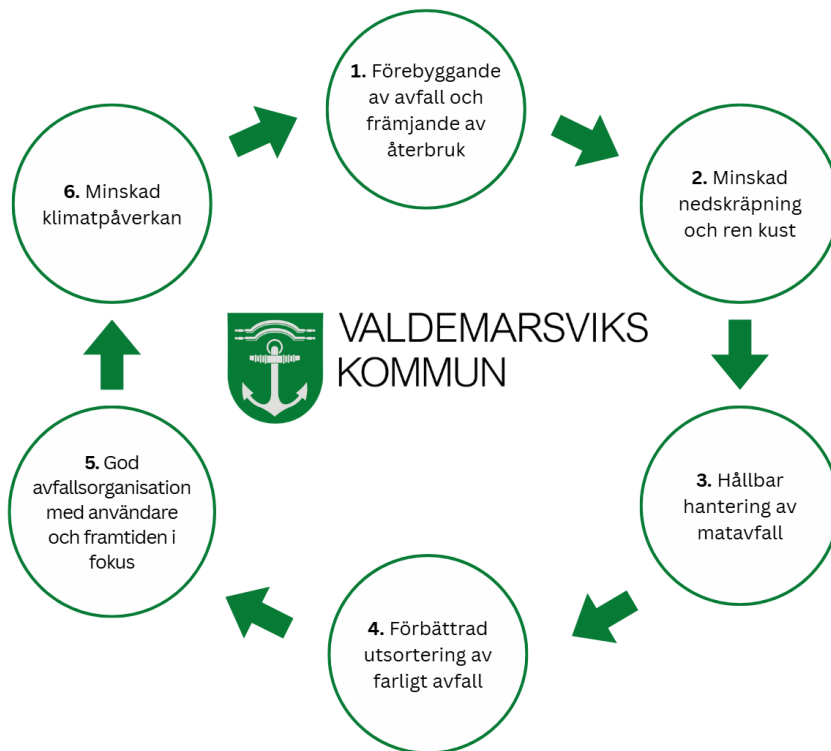 1. Förebyggande
av avfall och
främjande av
återbruk
2. Minskad
nedskräpning
och ren kust
3. Hållbar
hantering av
matavfall
4. Förbättrad
utsortering av
farligt avfall
5. God
avfallsorganisation
med användare
och framtiden i
fokus
6. Minskad
klimatpåverkan
VALDEMARSVIKS
KOMMUN